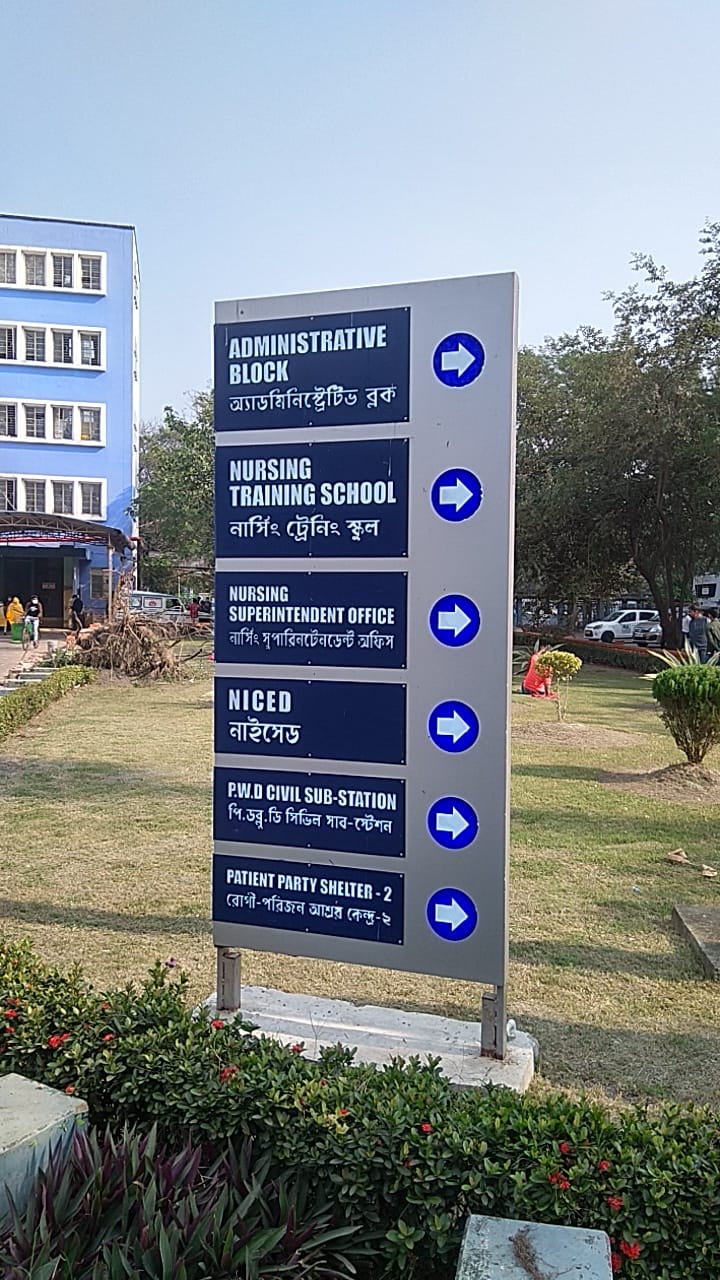 ADMINISTRATIVE
BLOCK
অ্যাডমিনিস্ট্রেটিভ ব্লক
NURSING
TRAINING SCHOOL
নার্সিং ট্রেনিং স্কুল
NURSING
SUPERINTENDENT OFFICE
নার্সিং সুপারিনটেনডেন্ট অফিস
NICED
নাইসেড
P.W.D CIVIL SUB-STATION
পি.ডব্লু.ডি সিভিল সাব-স্টেশন
PATIENT PARTY SHELTER - 2
রোগী-পরিজন আশ্রয় কেন্দ্র-২